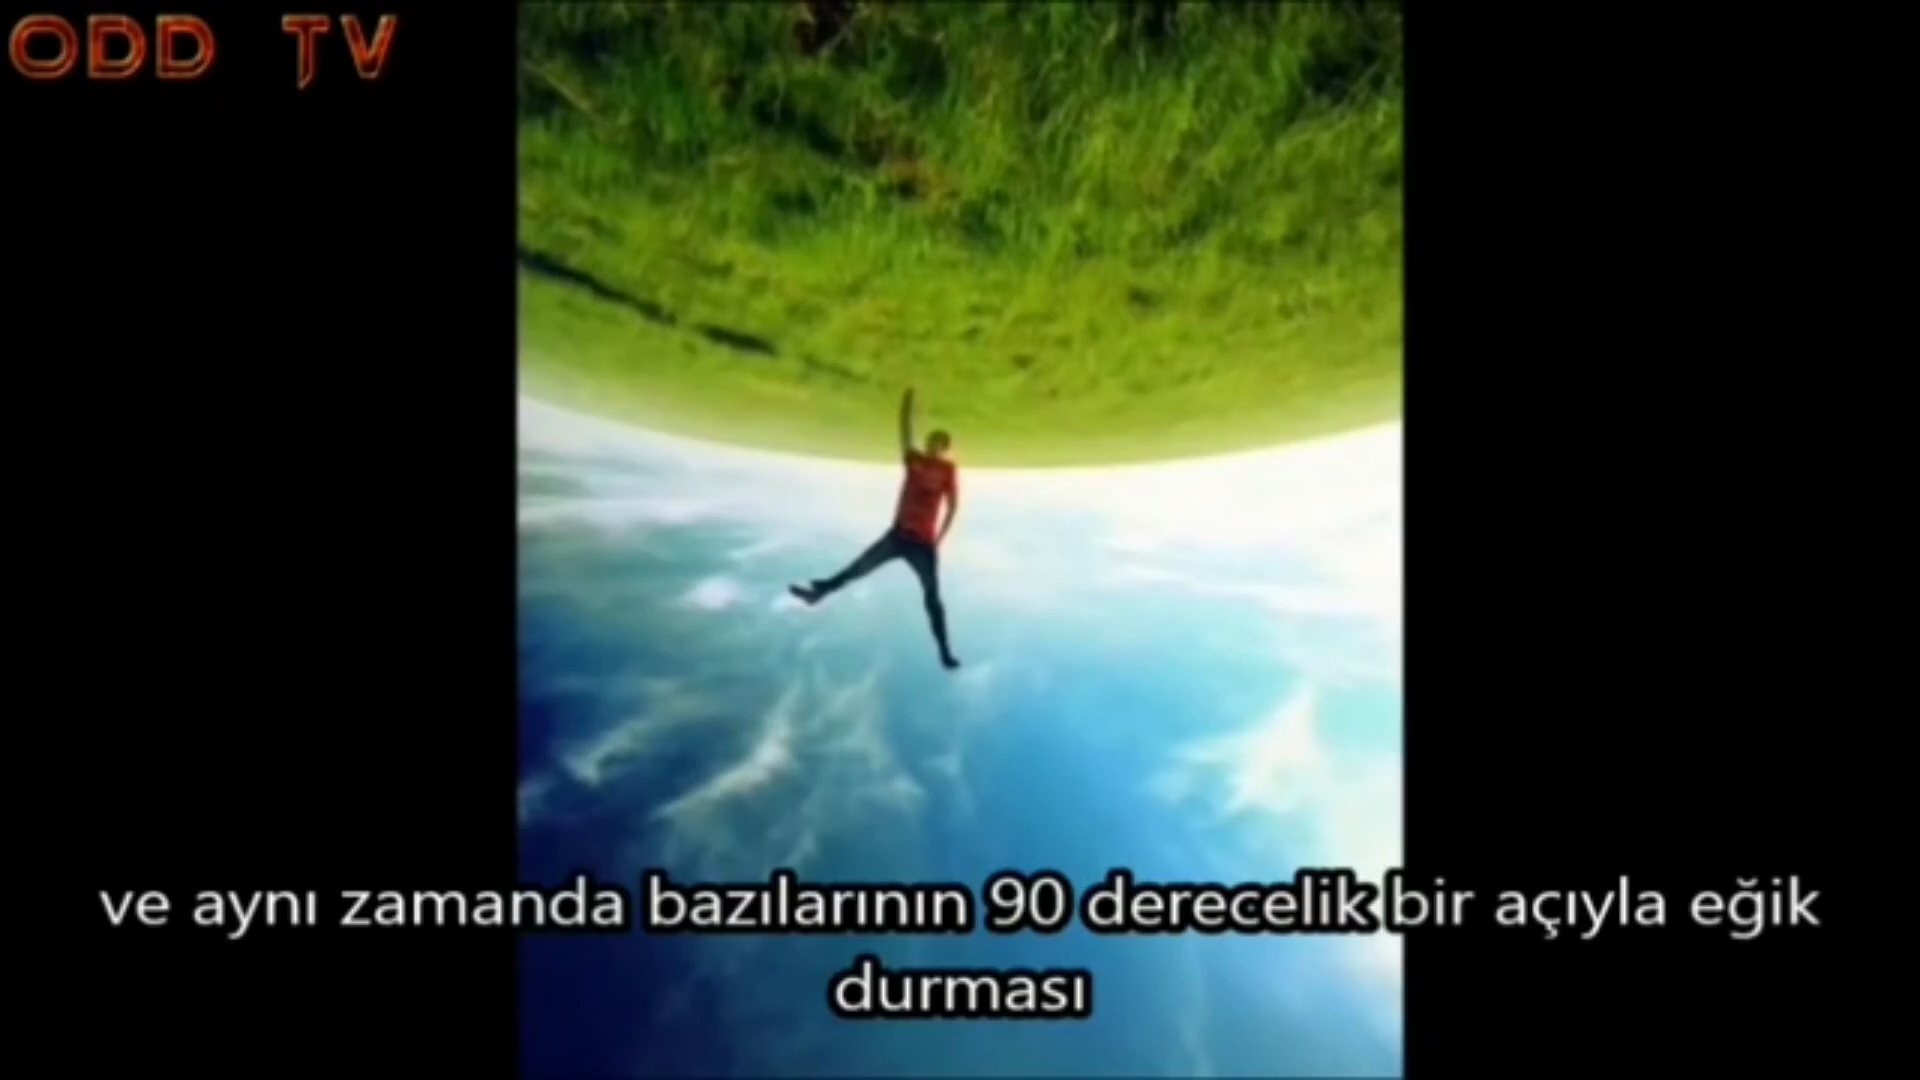 ODD TV
ve aynı zamanda bazılarının 90 derecelik bir açıyla eğik
durması